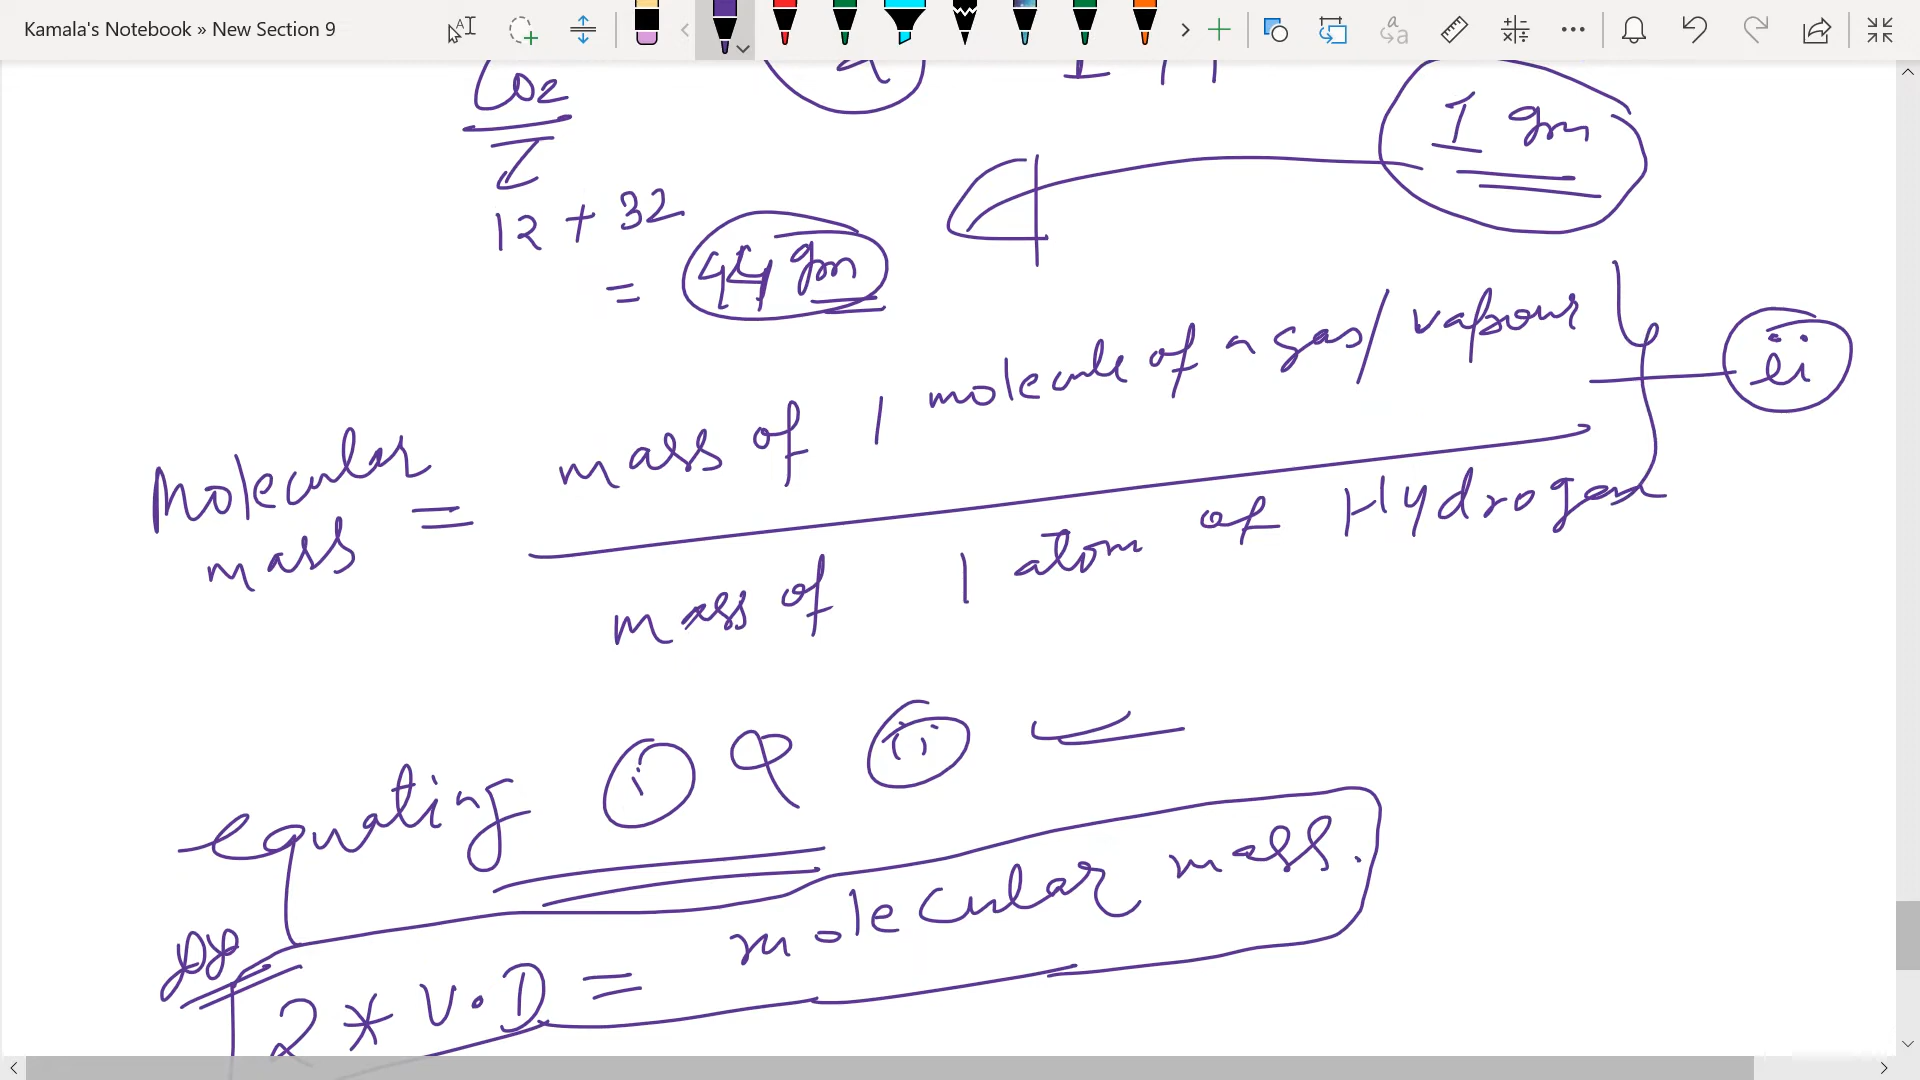 Kamala's Notebook » New Section 9
CO2
1 gm
12 + 32
= 44 gm
mass of 1 molecule of a gas/vapour
ii
Molecular mass =
mass of 1 atom of Hydrogen
equating i & ii
2 * V.D = molecular mass.